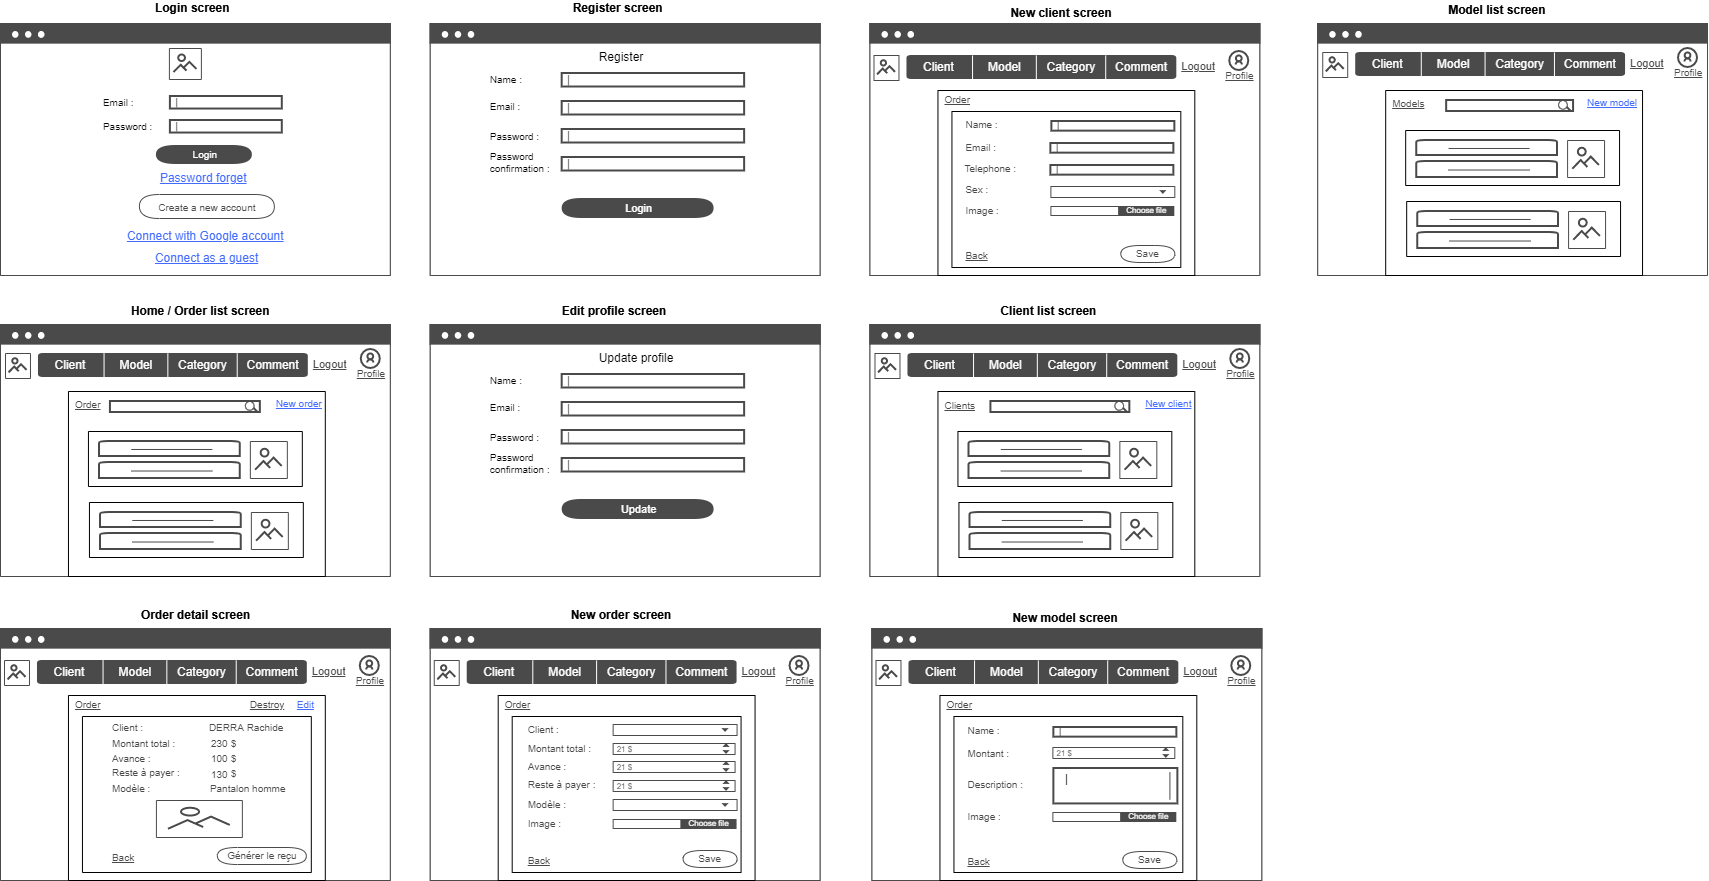 Login screen
Email :
Password :
Login
Password forget
Create a new account
Connect with Google account
Connect as a guest
Register screen
Register
Name :
Email :
Password :
Password
confirmation :
Login
New client screen
Client Model Category Comment Logout Profile
Order
Name :
Email :
Telephone :
Sex :
Image : Choose file
Back Save
Model list screen
Client Model Category Comment Logout Profile
Models New model
Home / Order list screen
Client Model Category Comment Logout Profile
Order New order
Edit profile screen
Update profile
Name :
Email :
Password :
Password
confirmation :
Update
Client list screen
Client Model Category Comment Logout Profile
Clients New client
Order detail screen
Client Model Category Comment Logout Profile
Order Destroy Edit
Client : DERRA Rachide
Montant total : 230 $
Avance : 100 $
Reste à payer : 130 $
Modèle : Pantalon homme
Back Générer le reçu
New order screen
Client Model Category Comment Logout Profile
Order
Client :
Montant total : 21 $
Avance : 21 $
Reste à payer : 21 $
Modèle :
Image : Choose file
Back Save
New model screen
Client Model Category Comment Logout Profile
Order
Name :
Montant : 21 $
Description :
Image : Choose file
Back Save